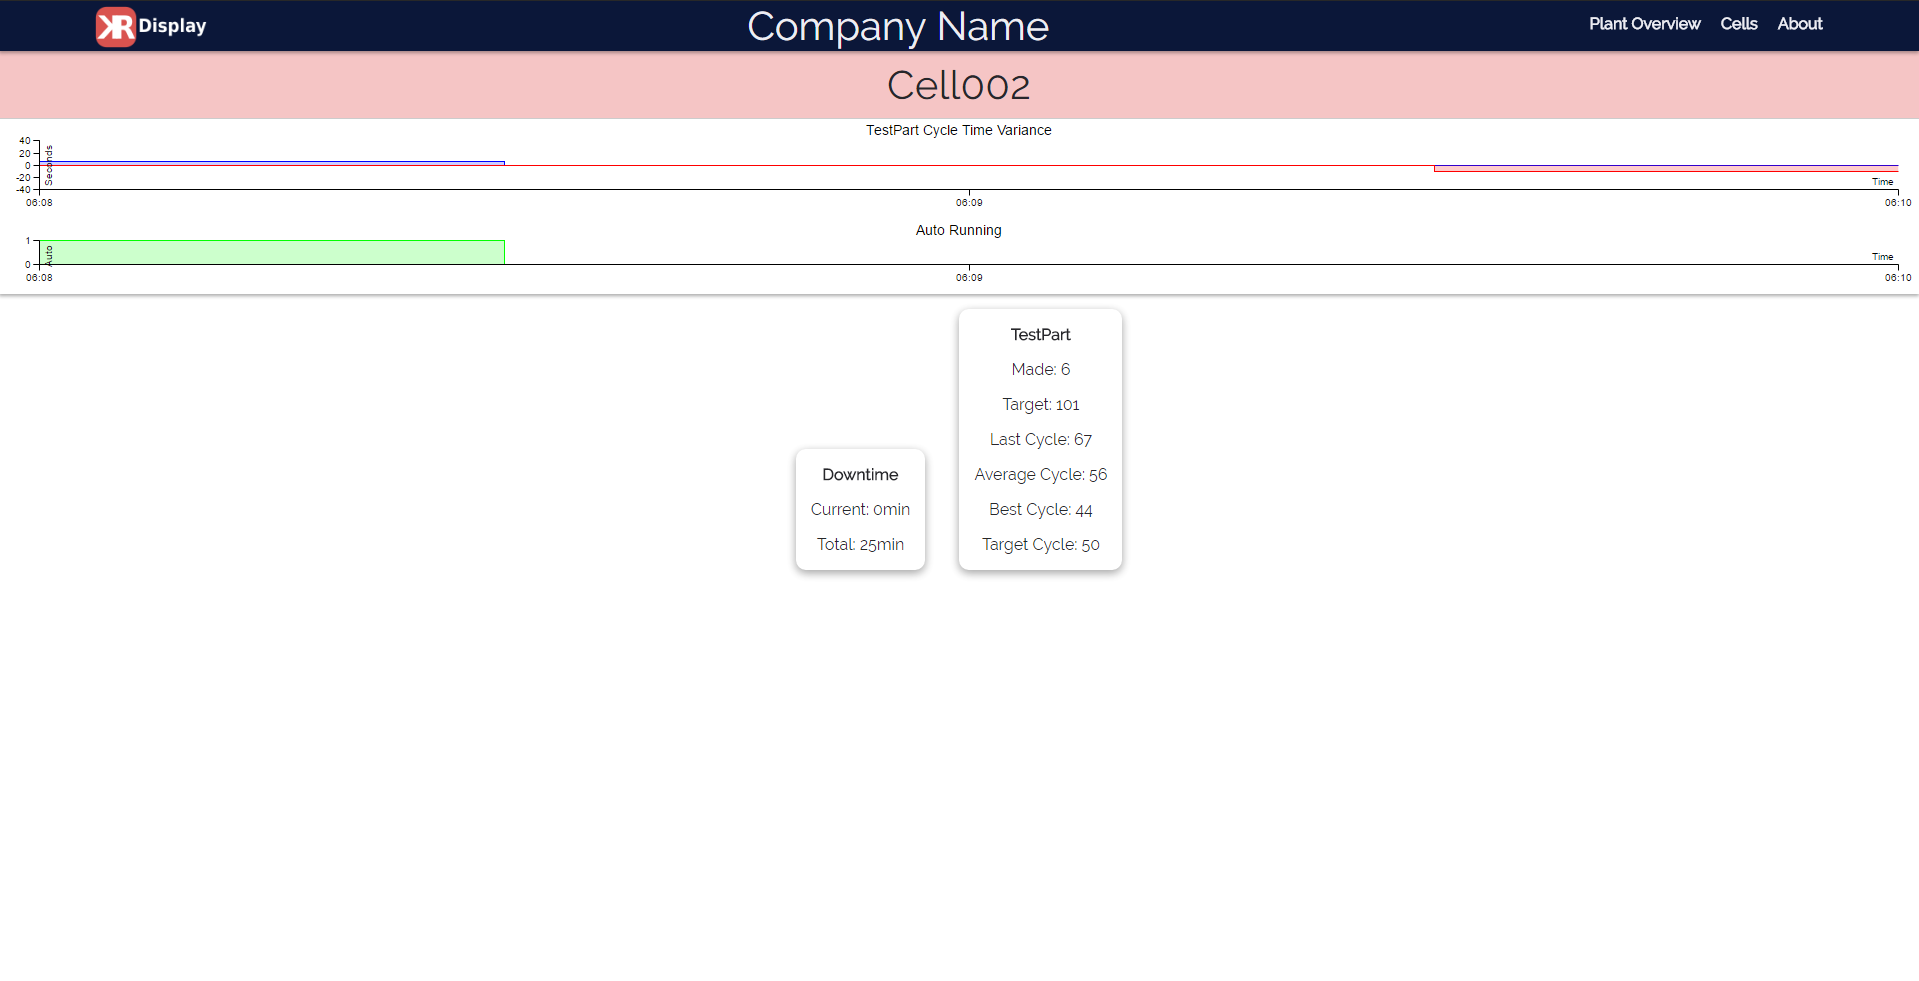 KR Display
Company Name
Plant Overview Cells About
Cell002
TestPart Cycle Time Variance
40
20
0
-20
-40
Seconds
Time
06:08 06:09 06:10
Auto Running
1
0
Auto
Time
06:08 06:09 06:10
Downtime
Current: 0min
Total: 25min
TestPart
Made: 6
Target: 101
Last Cycle: 67
Average Cycle: 56
Best Cycle: 44
Target Cycle: 50